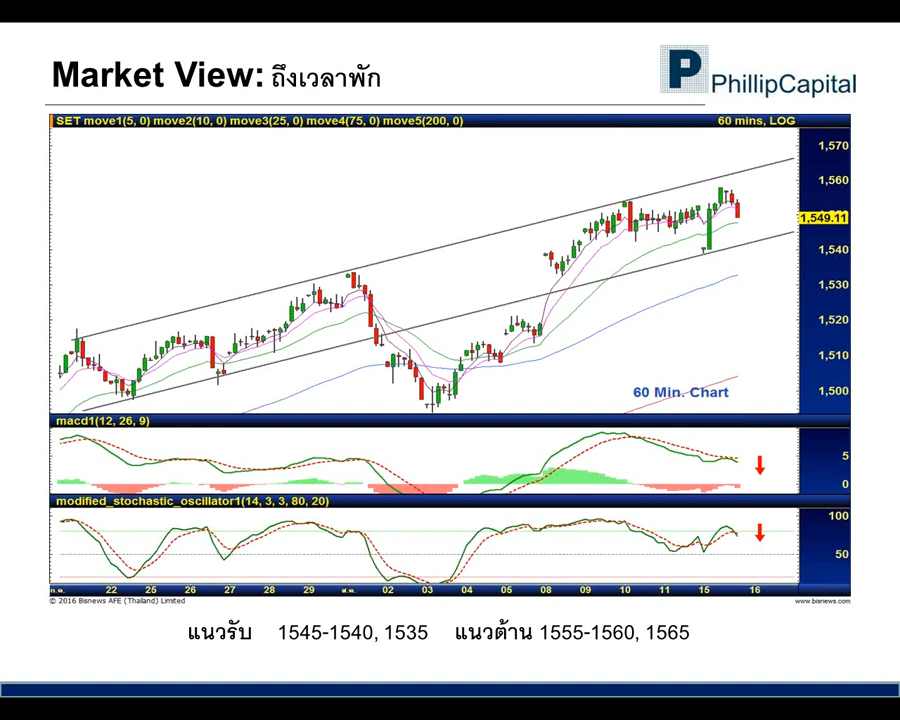 Market View: ถึงเวลาพัก
P PhillipCapital
SET move1(5, 0) move2(10, 0) move3(25, 0) move4(75, 0) move5(200, 0) 60 mins, LOG
1,570
1,560
1,549.11
1,540
1,530
1,520
1,510
1,500
60 Min. Chart
macd1(12, 26, 9)
5
0
modified_stochastic_oscillator1(14, 3, 3, 80, 20)
100
50
ก.ค. 22 25 26 27 28 29 ส.ค. 02 03 04 05 08 09 10 11 15 16
© 2016 Bisnews AFE (Thailand) Limited www.bisnews.com
แนวรับ 1545-1540, 1535 แนวต้าน 1555-1560, 1565